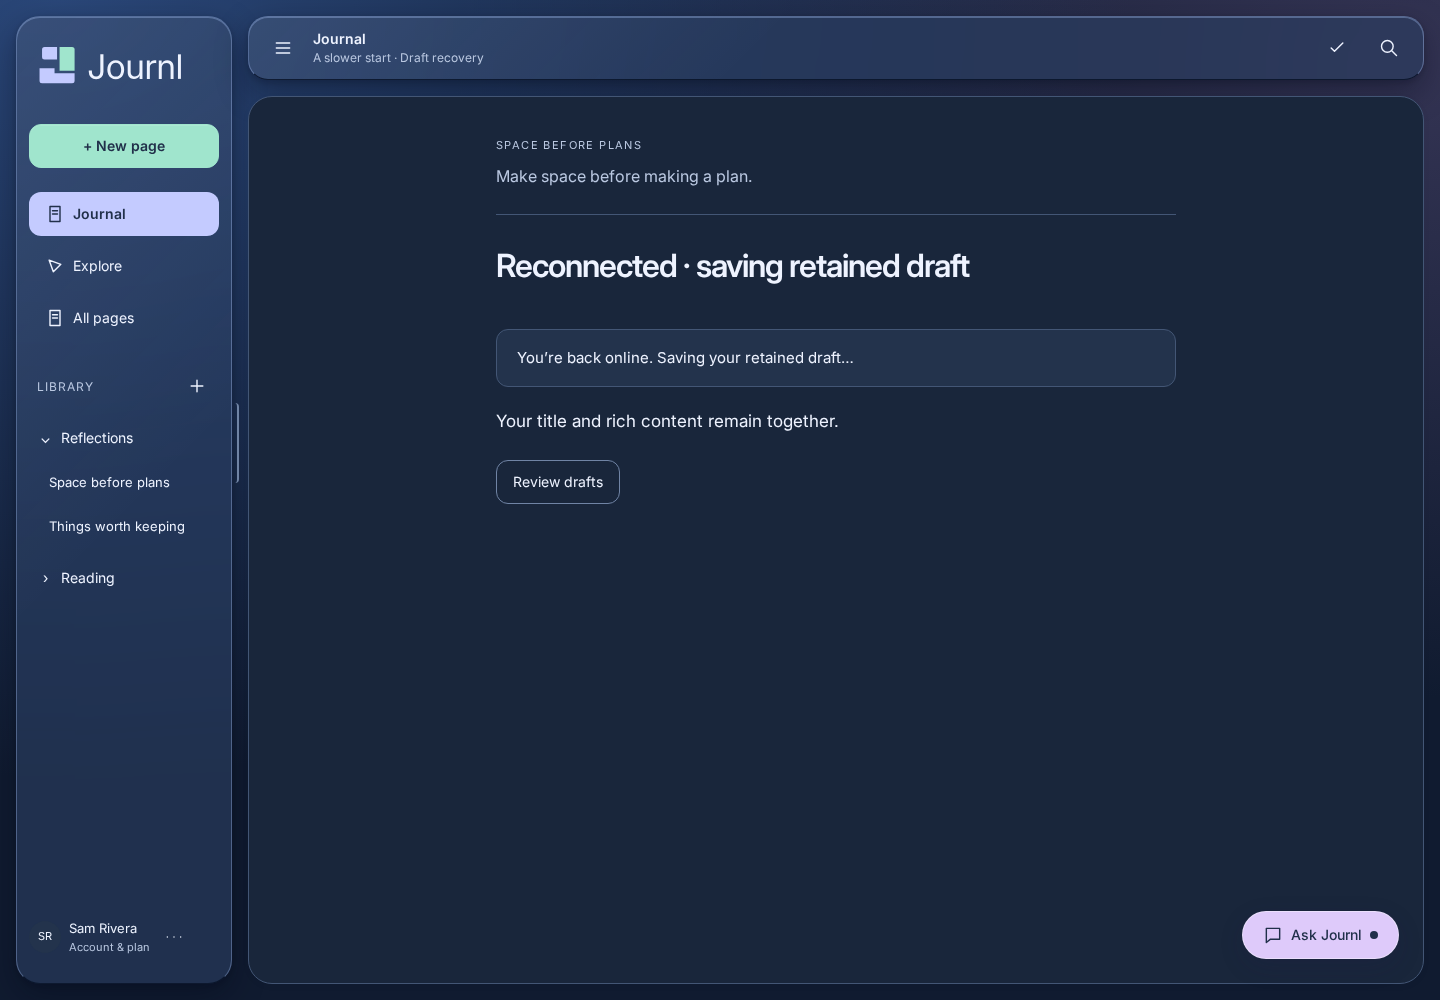 Journl
+ New page
Journal
Explore
All pages
LIBRARY
Reflections
Space before plans
Things worth keeping
Reading
SR
Sam Rivera
Account & plan
...
Journal
A slower start · Draft recovery
SPACE BEFORE PLANS
Make space before making a plan.
Reconnected · saving retained draft
You’re back online. Saving your retained draft…
Your title and rich content remain together.
Review drafts
Ask Journl